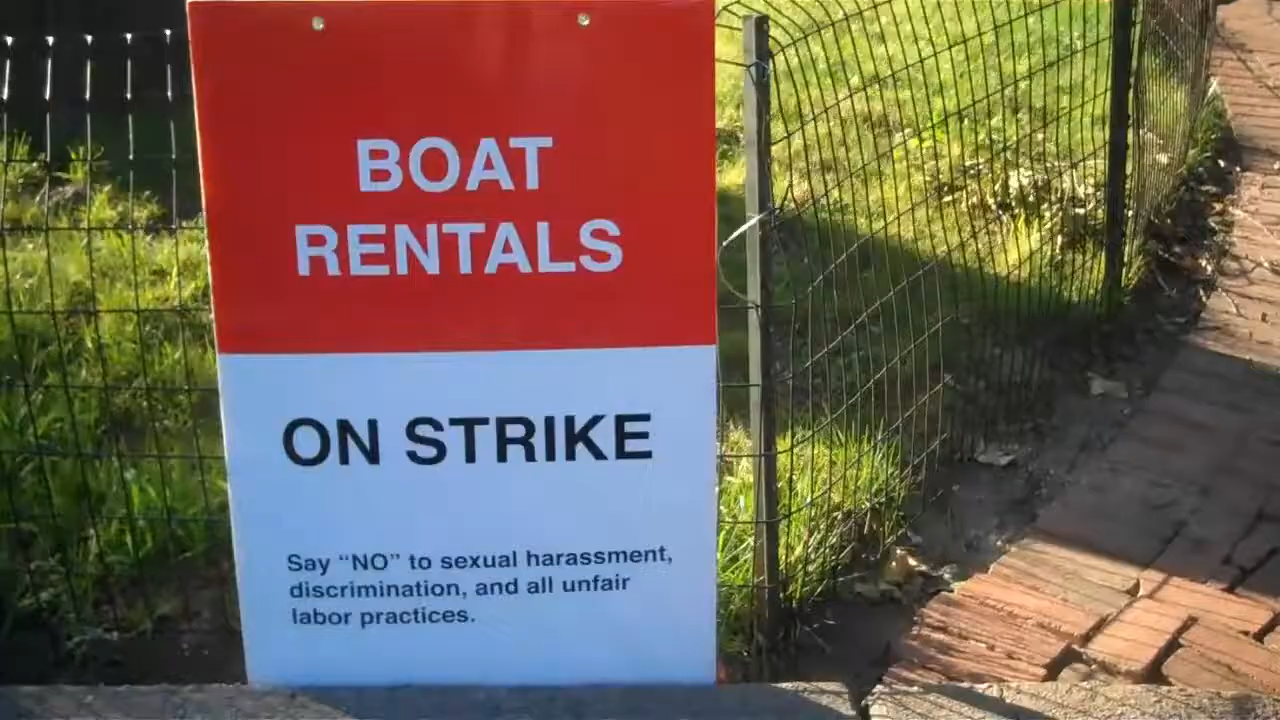 BOAT
RENTALS
ON STRIKE
Say “NO” to sexual harassment,
discrimination, and all unfair
labor practices.